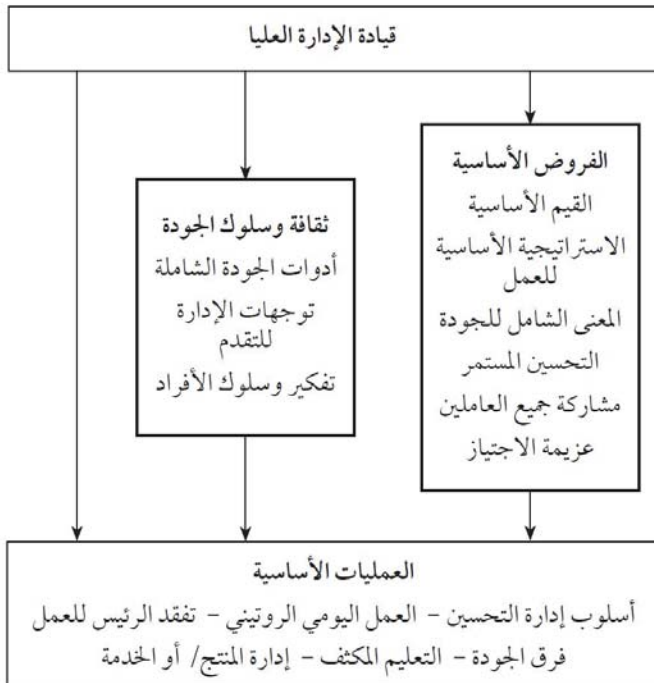 قيادة الإدارة العليا
الفروض الأساسية
القيم الأساسية
الاستراتيجية الأساسية
للعمل
المعنى الشامل للجودة
التحسين المستمر
مشاركة جميع العاملين
عزيمة الاجتياز
ثقافة وسلوك الجودة
أدوات الجودة الشاملة
توجهات الإدارة
للتقدم
تفكير وسلوك الأفراد
العمليات الأساسية
أسلوب إدارة التحسين – العمل اليومي الروتيني – تفقد الرئيس للعمل
فرق الجودة – التعليم المكثف – إدارة المنتج/ أو الخدمة